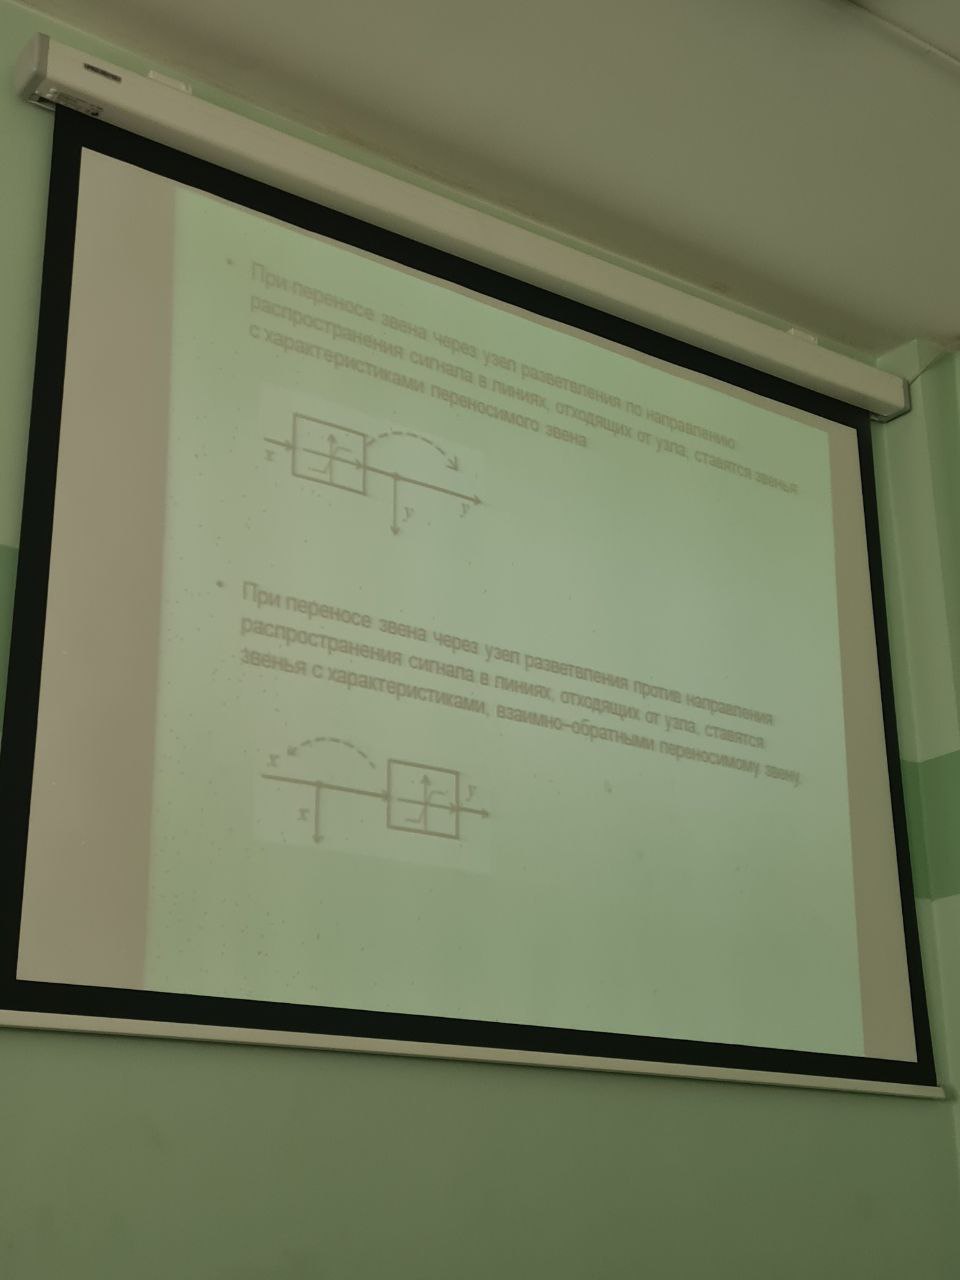 • При переносе звена через узел разветвления по направлению
распространения сигнала в линиях, отходящих от узла, ставятся звенья
с характеристиками переносимого звена
x
y
y
• При переносе звена через узел разветвления против направления
распространения сигнала в линиях, отходящих от узла, ставятся
звенья с характеристиками, взаимно–обратными переносимому звену.
x
y
x